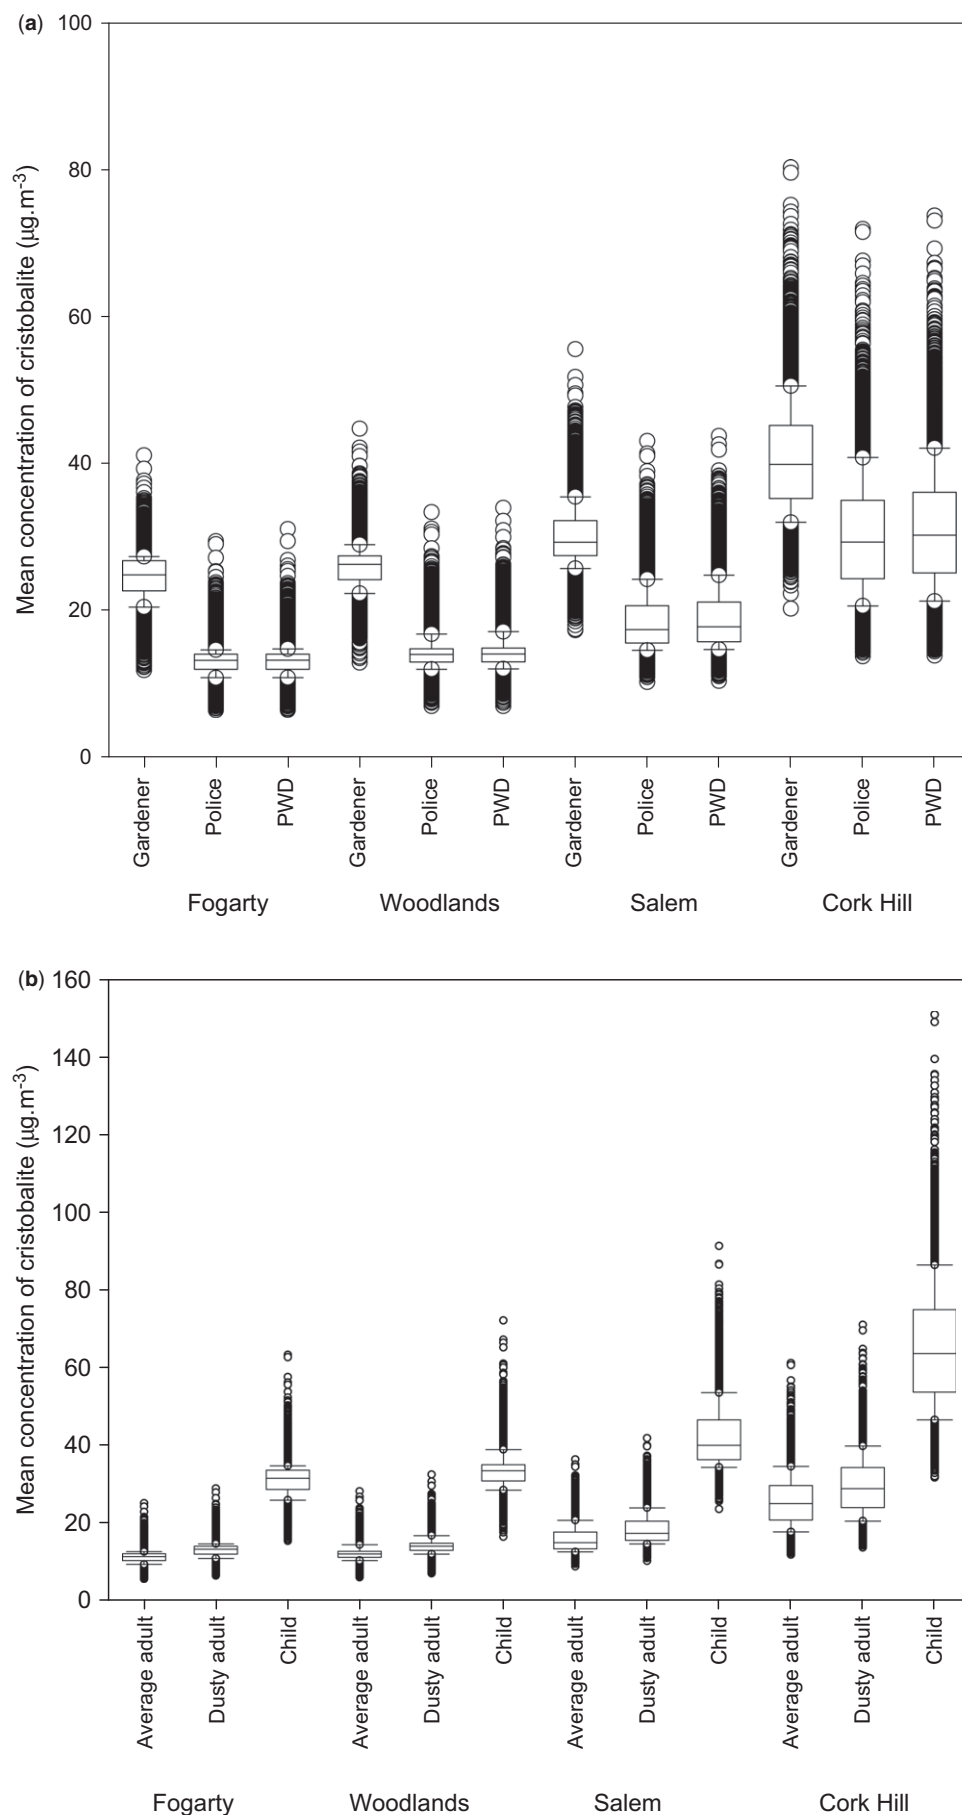 (a)
100
80
60
40
20
0
Mean concentration of cristobalite (µg.m-3)
Gardener
Police
PWD
Gardener
Police
PWD
Gardener
Police
PWD
Gardener
Police
PWD
Fogarty Woodlands Salem Cork Hill
(b)
160
140
120
100
80
60
40
20
0
Mean concentration of cristobalite (µg.m-3)
Average adult
Dusty adult
Child
Average adult
Dusty adult
Child
Average adult
Dusty adult
Child
Average adult
Dusty adult
Child
Fogarty Woodlands Salem Cork Hill